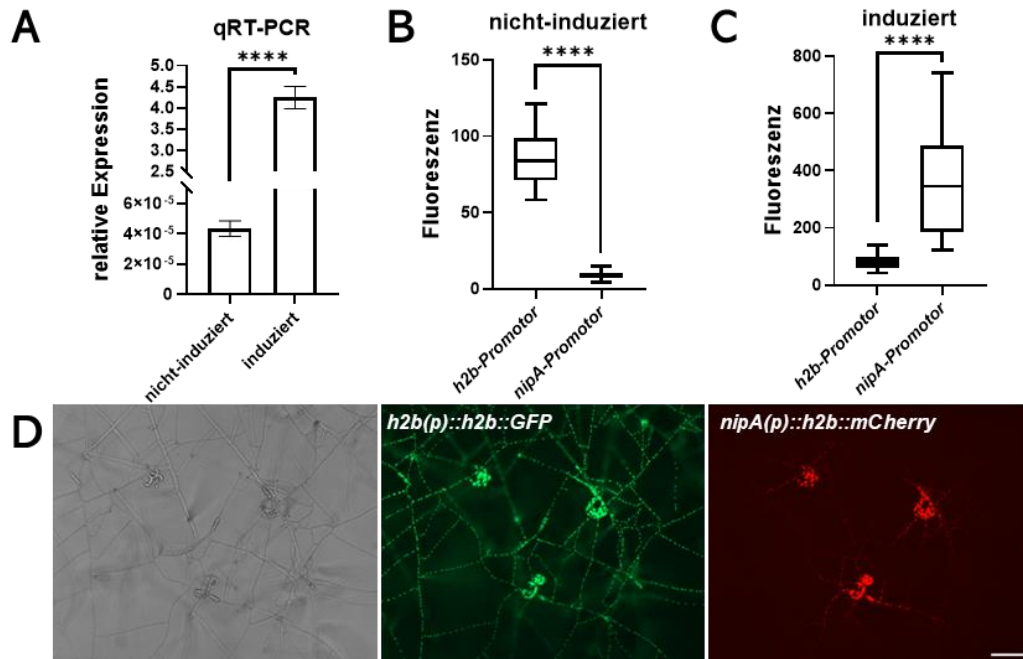 A
qRT-PCR
****
relative Expression
5.0
4.5
4.0
3.5
3.0
2.5
6×10⁻⁵
4×10⁻⁵
2×10⁻⁵
0
nicht-induziert
induziert
B
nicht-induziert
****
Fluoreszenz
150
100
50
0
h2b-Promotor
nipA-Promotor
C
induziert
****
Fluoreszenz
800
600
400
200
0
h2b-Promotor
nipA-Promotor
D
h2b(p)::h2b::GFP
nipA(p)::h2b::mCherry